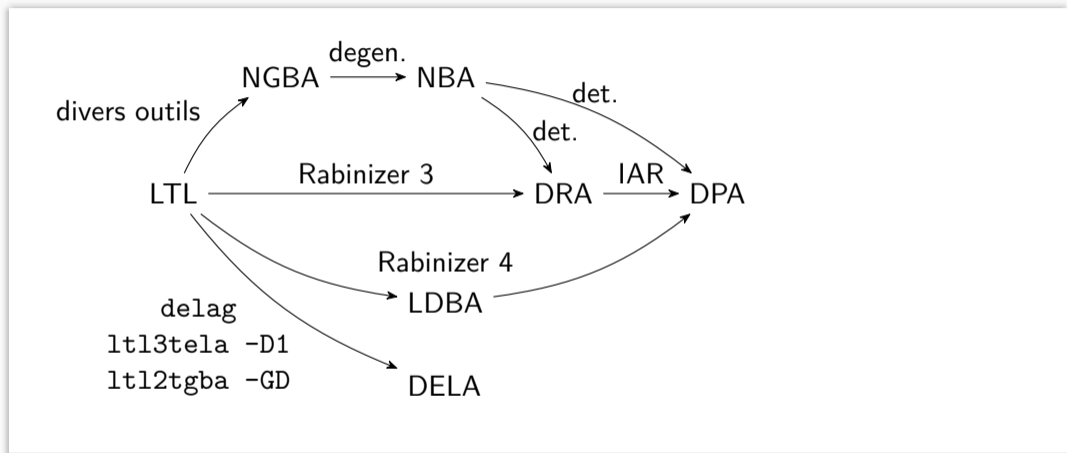 degen.
NGBA
NBA
det.
divers outils
det.
Rabinizer 3
IAR
LTL
DRA
DPA
Rabinizer 4
LDBA
delag
ltl3tela -D1
ltl2tgba -GD
DELA